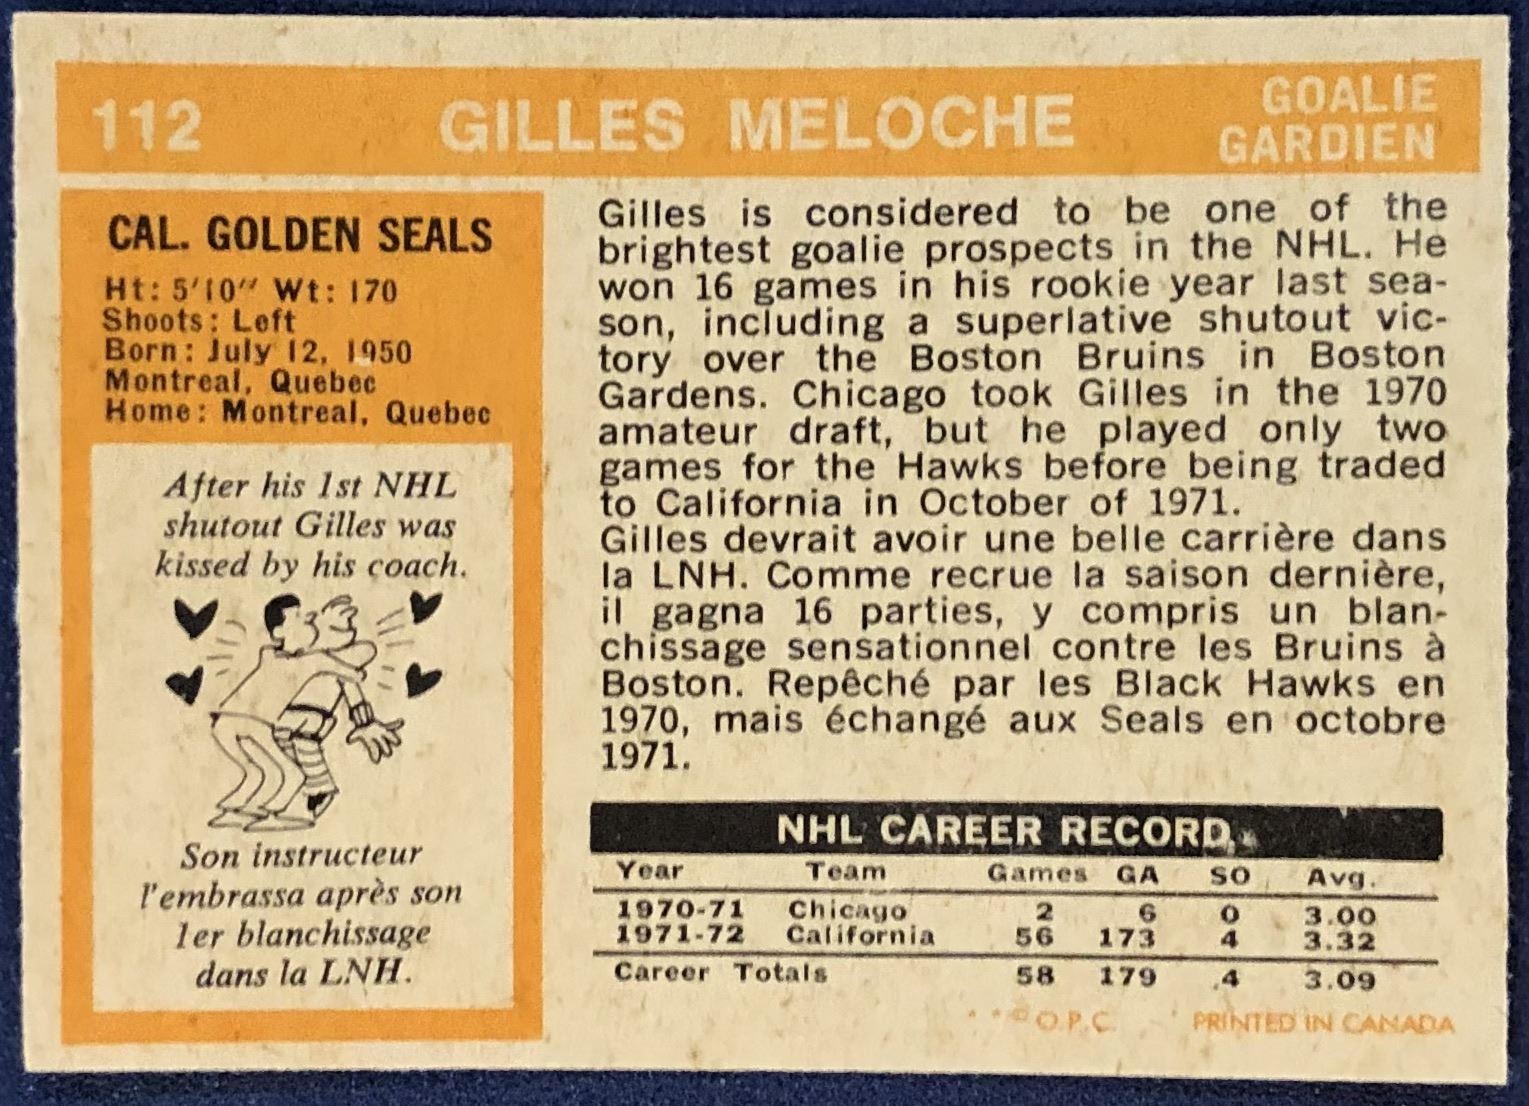 112 GILLES MELOCHE GOALIE
GARDIEN
CAL. GOLDEN SEALS
Ht: 5'10" Wt: 170
Shoots: Left
Born: July 12, 1950
Montreal, Quebec
Home: Montreal, Quebec
After his 1st NHL
shutout Gilles was
kissed by his coach.
Son instructeur
l'embrassa après son
1er blanchissage
dans la LNH.
Gilles is considered to be one of the
brightest goalie prospects in the NHL. He
won 16 games in his rookie year last sea-
son, including a superlative shutout vic-
tory over the Boston Bruins in Boston
Gardens. Chicago took Gilles in the 1970
amateur draft, but he played only two
games for the Hawks before being traded
to California in October of 1971.
Gilles devrait avoir une belle carrière dans
la LNH. Comme recrue la saison dernière,
il gagna 16 parties, y compris un blan-
chissage sensationnel contre les Bruins à
Boston. Repêché par les Black Hawks en
1970, mais échangé aux Seals en octobre
1971.
NHL CAREER RECORD
Year Team Games GA SO Avg.
1970-71 Chicago 2 6 0 3.00
1971-72 California 56 173 4 3.32
Career Totals 58 179 4 3.09
© O.P.C. PRINTED IN CANADA